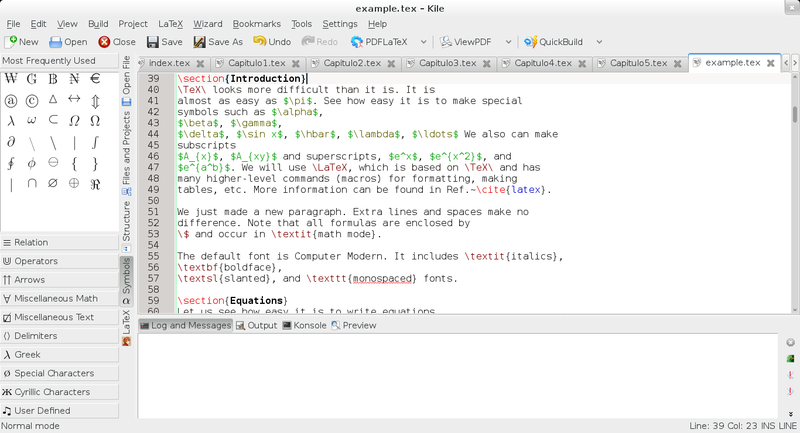 example.tex – Kile
File Edit View Build Project LaTeX Wizard Bookmarks Tools Settings Help
New Open Close Save Save As Undo Redo PDFLaTeX ViewPDF QuickBuild
Most Frequently Used
index.tex Capitulo1.tex Capitulo2.tex Capitulo3.tex Capitulo4.tex Capitulo5.tex example.tex
₩ G B N €
ⓐ © Δ ↔ ⇕
λ ω ⊂ Ω Ω
∂ \ \ | ∫
∮ ϕ ⊖ { }
| ∩ ∅ ⊕ ℜ
Relation
Operators
Arrows
Miscellaneous Math
Miscellaneous Text
Delimiters
Greek
Special Characters
Cyrillic Characters
User Defined
Open File
Files and Projects
Structure
Symbols
LaTeX
39 \section{Introduction}
40 \TeX\ looks more difficult than it is. It is
41 almost as easy as $\pi$. See how easy it is to make special
42 symbols such as $\alpha$,
43 $\beta$, $\gamma$,
44 $\delta$, $\sin x$, $\hbar$, $\lambda$, $\ldots$ We also can make
45 subscripts
46 $A_{x}$, $A_{xy}$ and superscripts, $e^x$, $e^{x^2}$, and
47 $e^{a^b}$. We will use \LaTeX, which is based on \TeX\ and has
48 many higher-level commands (macros) for formatting, making
49 tables, etc. More information can be found in Ref.~\cite{latex}.
50
51 We just made a new paragraph. Extra lines and spaces make no
52 difference. Note that all formulas are enclosed by
53 \$ and occur in \textit{math mode}.
54
55 The default font is Computer Modern. It includes \textit{italics},
56 \textbf{boldface},
57 \textsl{slanted}, and \texttt{monospaced} fonts.
58
59 \section{Equations}
60 Let us see how easy it is to write equations.
Log and Messages Output Konsole Preview
Normal mode
Line: 39 Col: 23 INS LINE